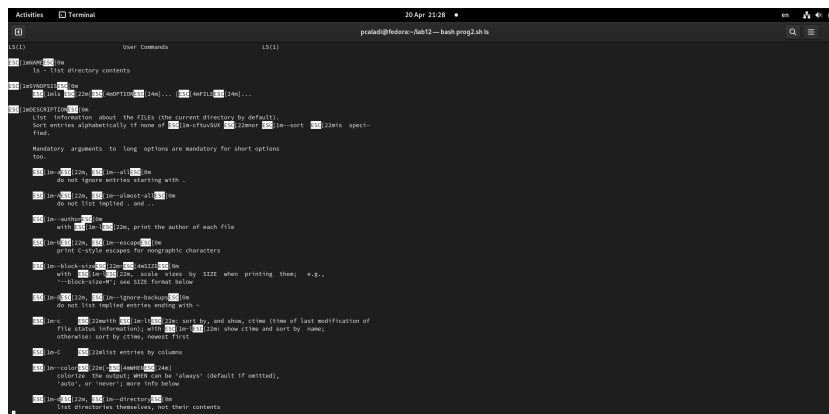 Activities Terminal 20 Apr 21:28 en
pcaladi@fedora:~/lab12 — bash prog2.sh ls
LS(1) User Commands LS(1)
ESC[1mNAMEESC[0m
ls - list directory contents
ESC[1mSYNOPSISESC[0m
ESC[1mls ESC[22m[ESC[4mOPTIONESC[24m]... [ESC[4mFILEESC[24m]...
ESC[1mDESCRIPTIONESC[0m
List information about the FILEs (the current directory by default).
Sort entries alphabetically if none of ESC[1m-cftuvSUX ESC[22mnor ESC[1m--sort ESC[22mis speci-
fied.
Mandatory arguments to long options are mandatory for short options
too.
ESC[1m-aESC[22m, ESC[1m--allESC[0m
do not ignore entries starting with .
ESC[1m-AESC[22m, ESC[1m--almost-allESC[0m
do not list implied . and ..
ESC[1m--authorESC[0m
with ESC[1m-lESC[22m, print the author of each file
ESC[1m-bESC[22m, ESC[1m--escapeESC[0m
print C-style escapes for nongraphic characters
ESC[1m--block-sizeESC[22m=ESC[4mSIZEESC[0m
with ESC[1m-lESC[22m, scale sizes by SIZE when printing them; e.g.,
'--block-size=M'; see SIZE format below
ESC[1m-BESC[22m, ESC[1m--ignore-backupsESC[0m
do not list implied entries ending with ~
ESC[1m-c ESC[22mwith ESC[1m-ltESC[22m: sort by, and show, ctime (time of last modification of
file status information); with ESC[1m-lESC[22m: show ctime and sort by name;
otherwise: sort by ctime, newest first
ESC[1m-C ESC[22mlist entries by columns
ESC[1m--colorESC[22m[=ESC[4mWHENESC[24m]
colorize the output; WHEN can be 'always' (default if omitted),
'auto', or 'never'; more info below
ESC[1m-dESC[22m, ESC[1m--directoryESC[0m
list directories themselves, not their contents
: